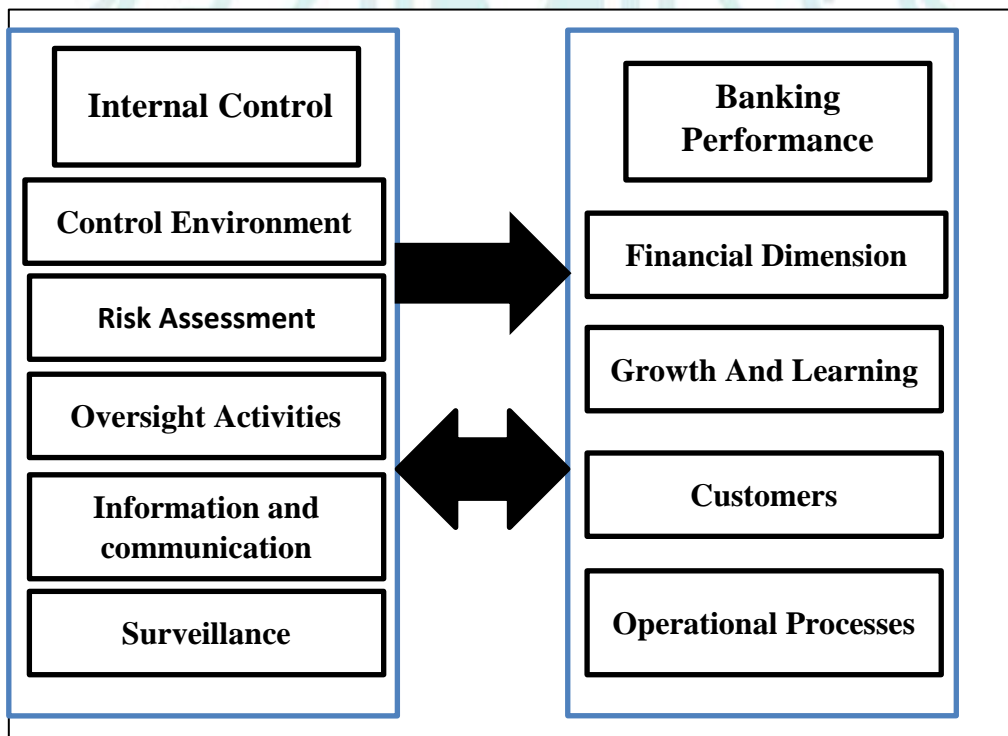 Internal Control
Control Environment
Risk Assessment
Oversight Activities
Information and
communication
Surveillance
Banking
Performance
Financial Dimension
Growth And Learning
Customers
Operational Processes